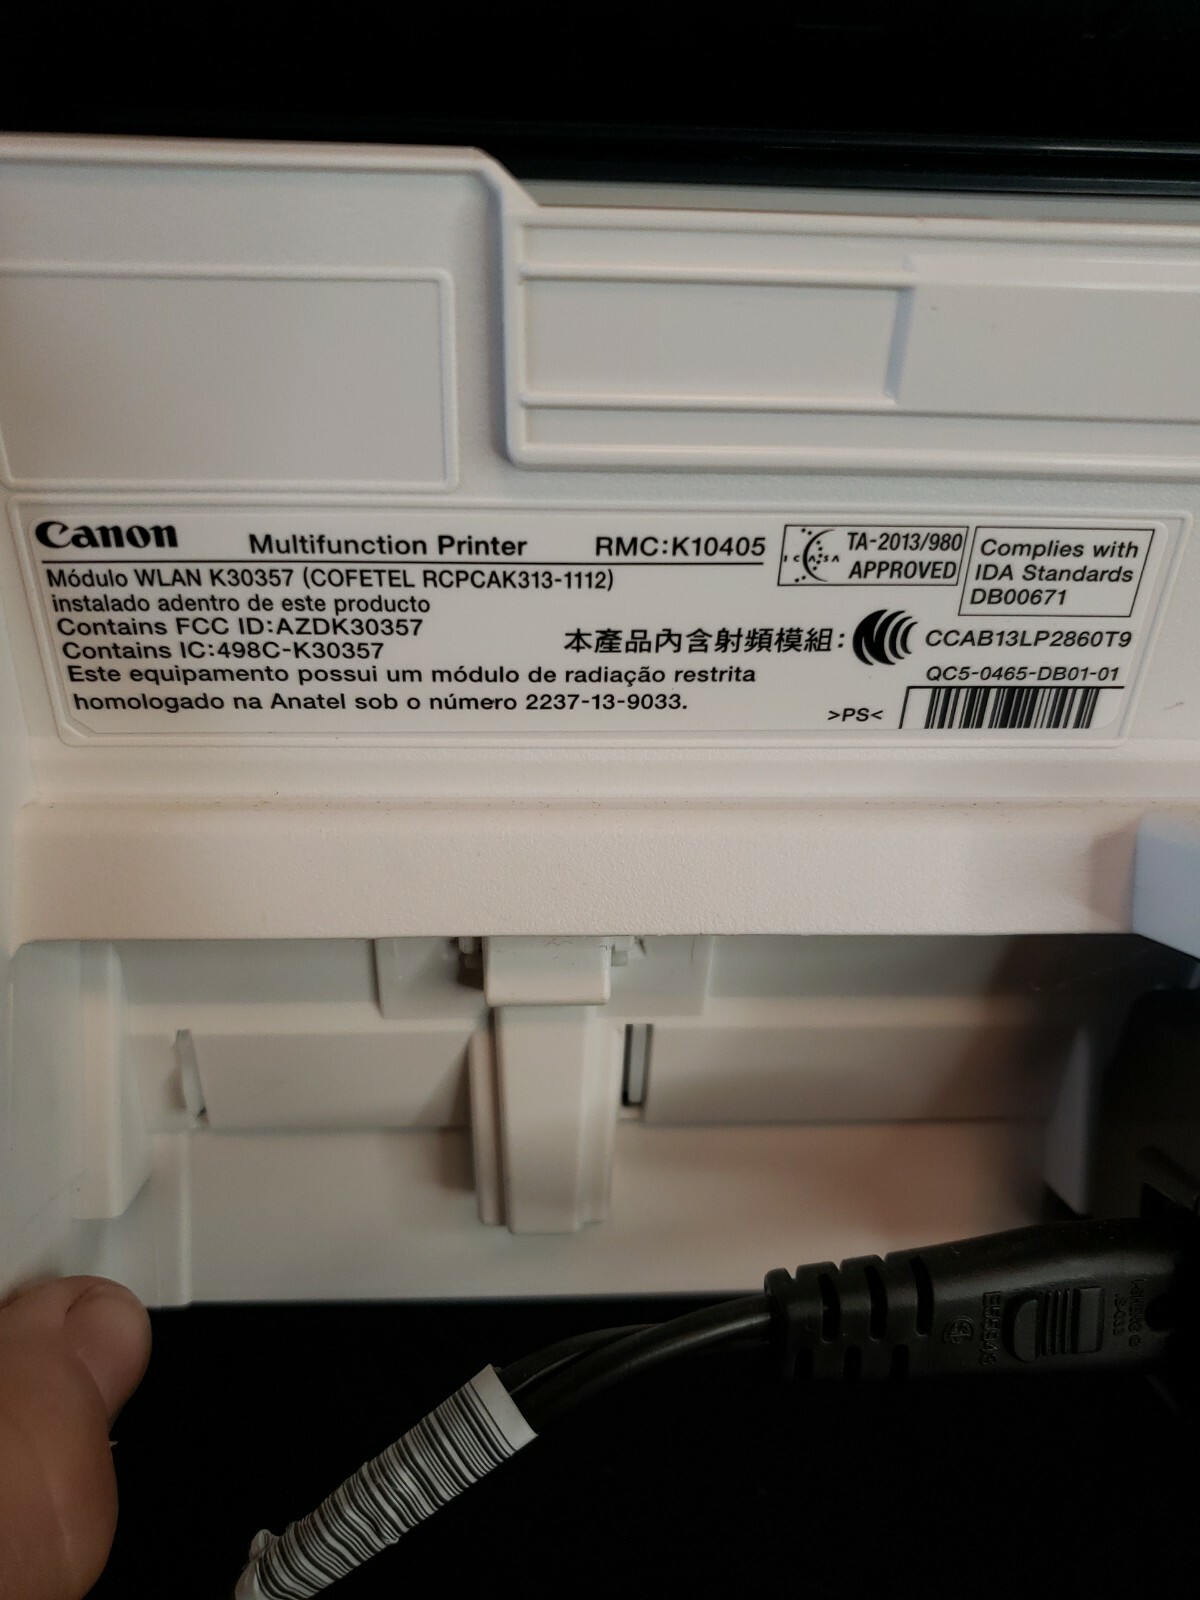 Canon Multifunction Printer RMC:K10405
Módulo WLAN K30357 (COFETEL RCPCAK313-1112)
instalado adentro de este producto
Contains FCC ID:AZDK30357
Contains IC:498C-K30357
Este equipamento possui um módulo de radiação restrita
homologado na Anatel sob o número 2237-13-9033.
ICASA
TA-2013/980
APPROVED
Complies with
IDA Standards
DB00671
本產品內含射頻模組: CCAB13LP2860T9
QC5-0465-DB01-01
>PS<